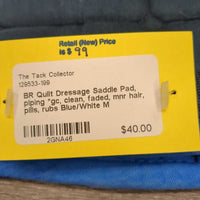 Retail (New) Price
is $ 99
The Tack Collector
129533-199
BR Quilt Dressage Saddle Pad,
piping *gc, clean, faded, mnr hair,
pills, rubs Blue/White M
2GNA46
$40.00